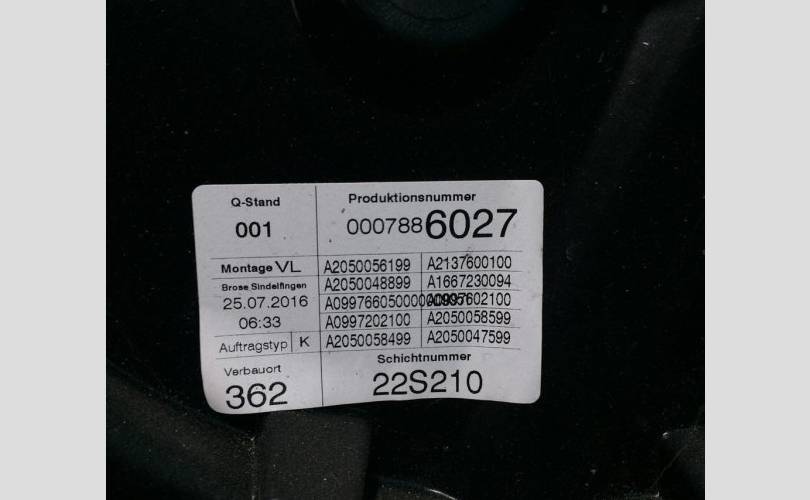 Q-Stand
001
Produktionsnummer
0007886027
Montage VL
Brose Sindelfingen
25.07.2016
06:33
Auftragstyp K
A2050056199 A2137600100
A2050048899 A1667230094
A0997202100 A2050058599
A2050058499 A2050047599
Verbauort
362
Schichtnummer
22S210